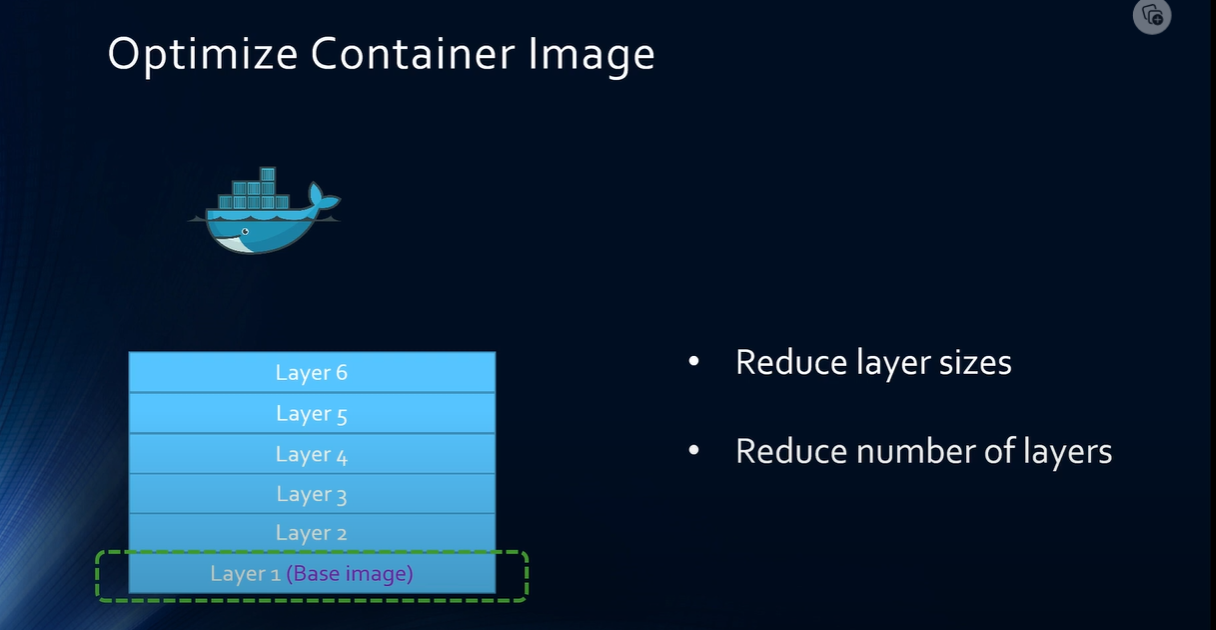 Optimize Container Image
Layer 6
Layer 5
Layer 4
Layer 3
Layer 2
Layer 1 (Base image)
• Reduce layer sizes
• Reduce number of layers